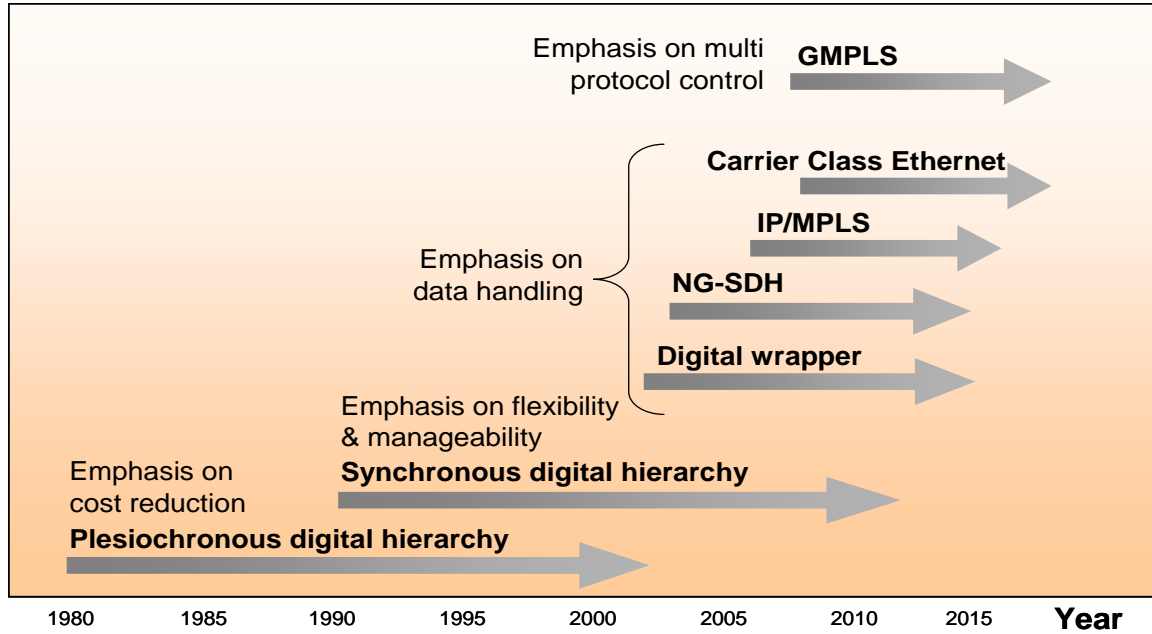 Emphasis on multi
protocol control
GMPLS
Carrier Class Ethernet
IP/MPLS
Emphasis on
data handling
NG-SDH
Digital wrapper
Emphasis on flexibility
& manageability
Synchronous digital hierarchy
Emphasis on
cost reduction
Plesiochronous digital hierarchy
1980 1985 1990 1995 2000 2005 2010 2015 Year